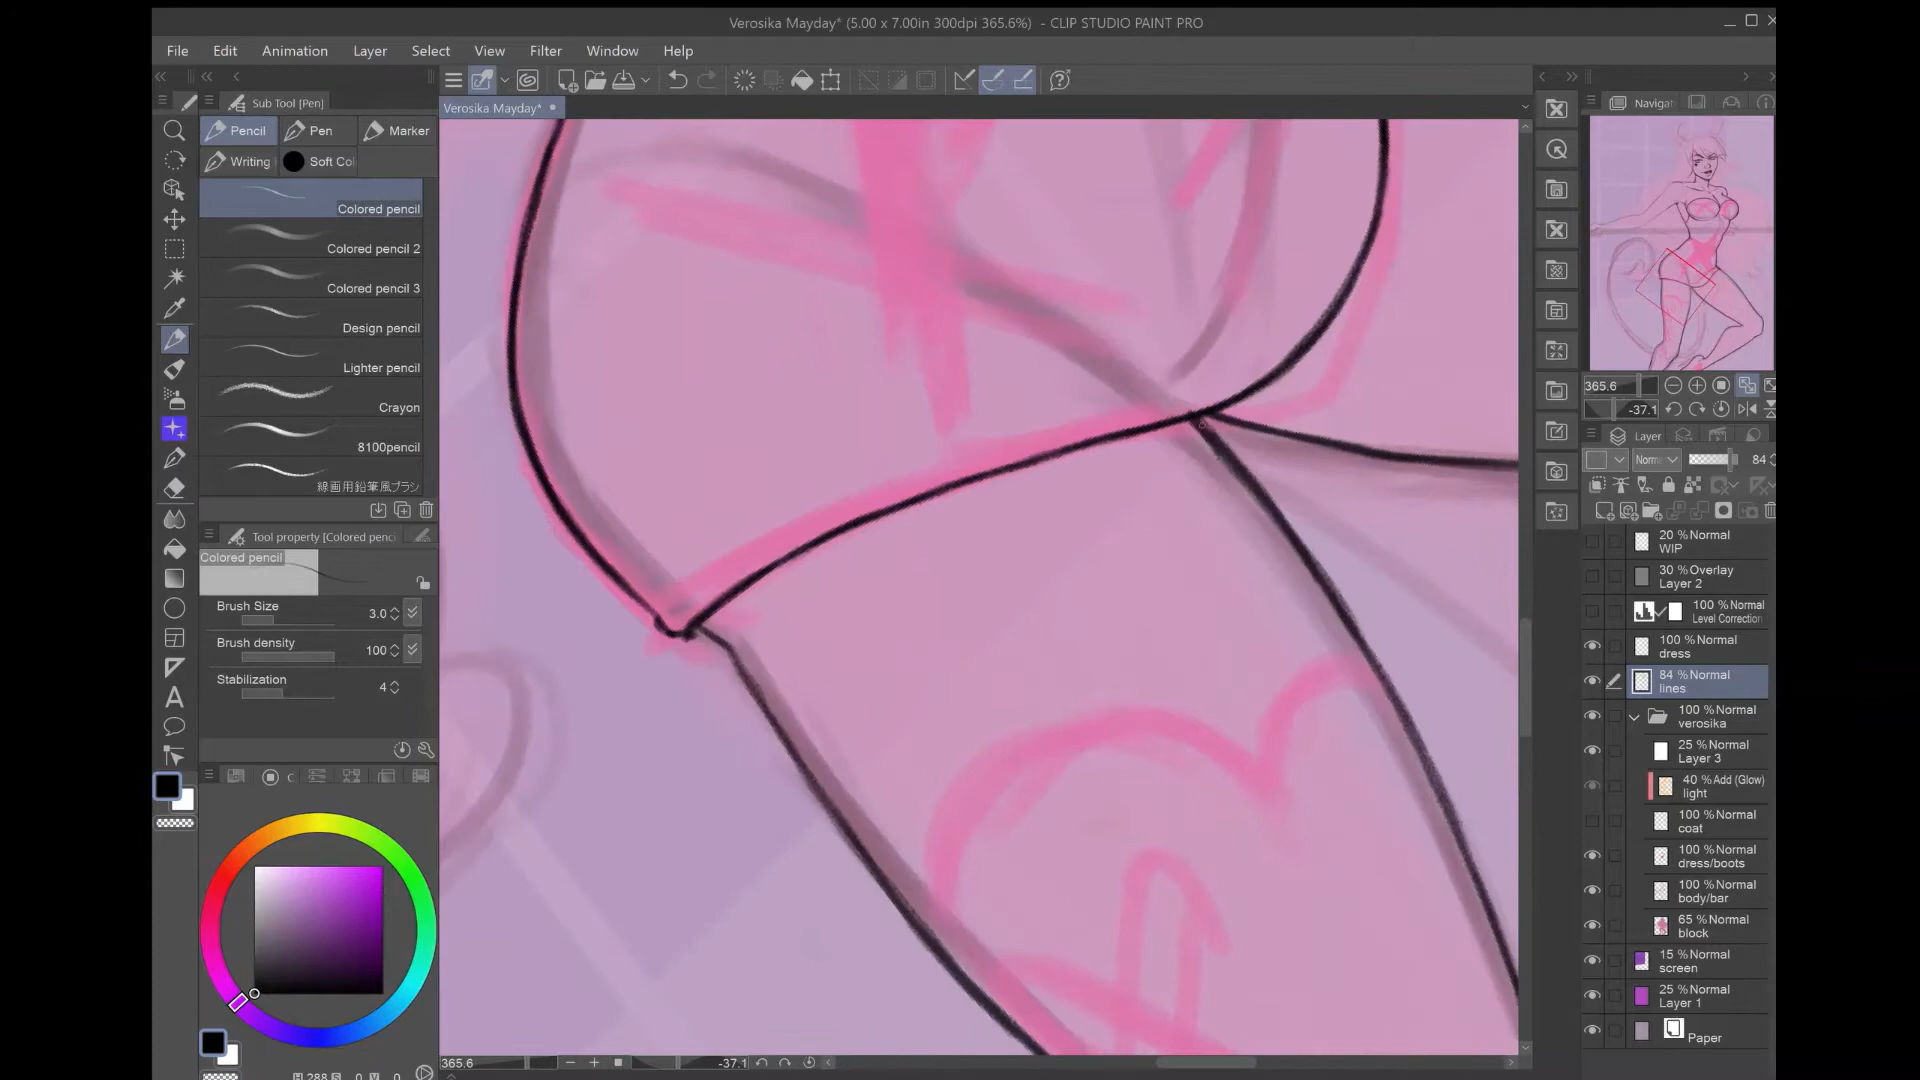 Verosika Mayday* (5.00 x 7.00in 300dpi 365.6%) - CLIP STUDIO PAINT PRO
File Edit Animation Layer Select View Filter Window Help
Sub Tool [Pen]
Verosika Mayday*
Navigat
Pencil Pen Marker
Writing Soft Col
Colored pencil
Colored pencil 2
Colored pencil 3
Design pencil
Lighter pencil
Crayon
8100pencil
線画用鉛筆風ブラシ
Tool property [Colored penc
Colored pencil
Brush Size 3.0
Brush density 100
Stabilization 4
365.6
-37.1
Layer
Norm 84
20 %Normal
WIP
30 %Overlay
Layer 2
100 %Normal
Level Correction
100 %Normal
dress
84 %Normal
lines
100 %Normal
verosika
25 %Normal
Layer 3
40 %Add (Glow)
light
100 %Normal
coat
100 %Normal
dress/boots
100 %Normal
body/bar
65 %Normal
block
15 %Normal
screen
25 %Normal
Layer 1
Paper
365.6 -37.1
H 288 S 0 V 0